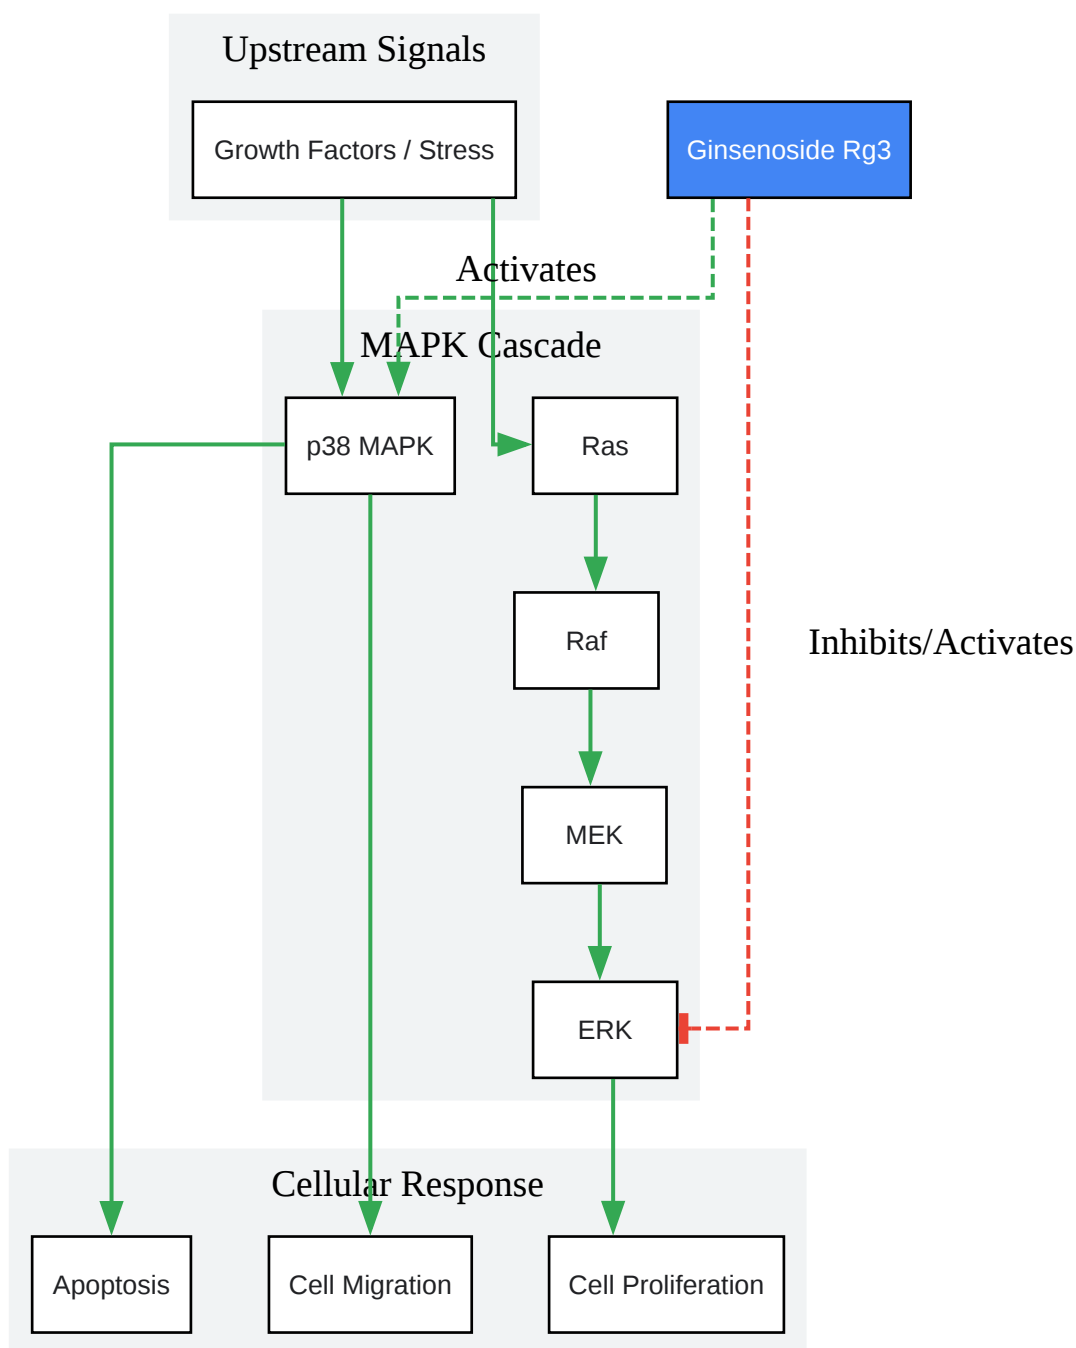 Upstream Signals
Growth Factors / Stress
Ginsenoside Rg3
Activates
MAPK Cascade
p38 MAPK
Ras
Raf
Inhibits/Activates
MEK
ERK
Cellular Response
Apoptosis
Cell Migration
Cell Proliferation